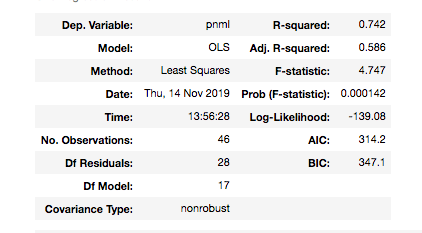 Dep. Variable: pnml R-squared: 0.742
Model: OLS Adj. R-squared: 0.586
Method: Least Squares F-statistic: 4.747
Date: Thu, 14 Nov 2019 Prob (F-statistic): 0.000142
Time: 13:56:28 Log-Likelihood: -139.08
No. Observations: 46 AIC: 314.2
Df Residuals: 28 BIC: 347.1
Df Model: 17
Covariance Type: nonrobust